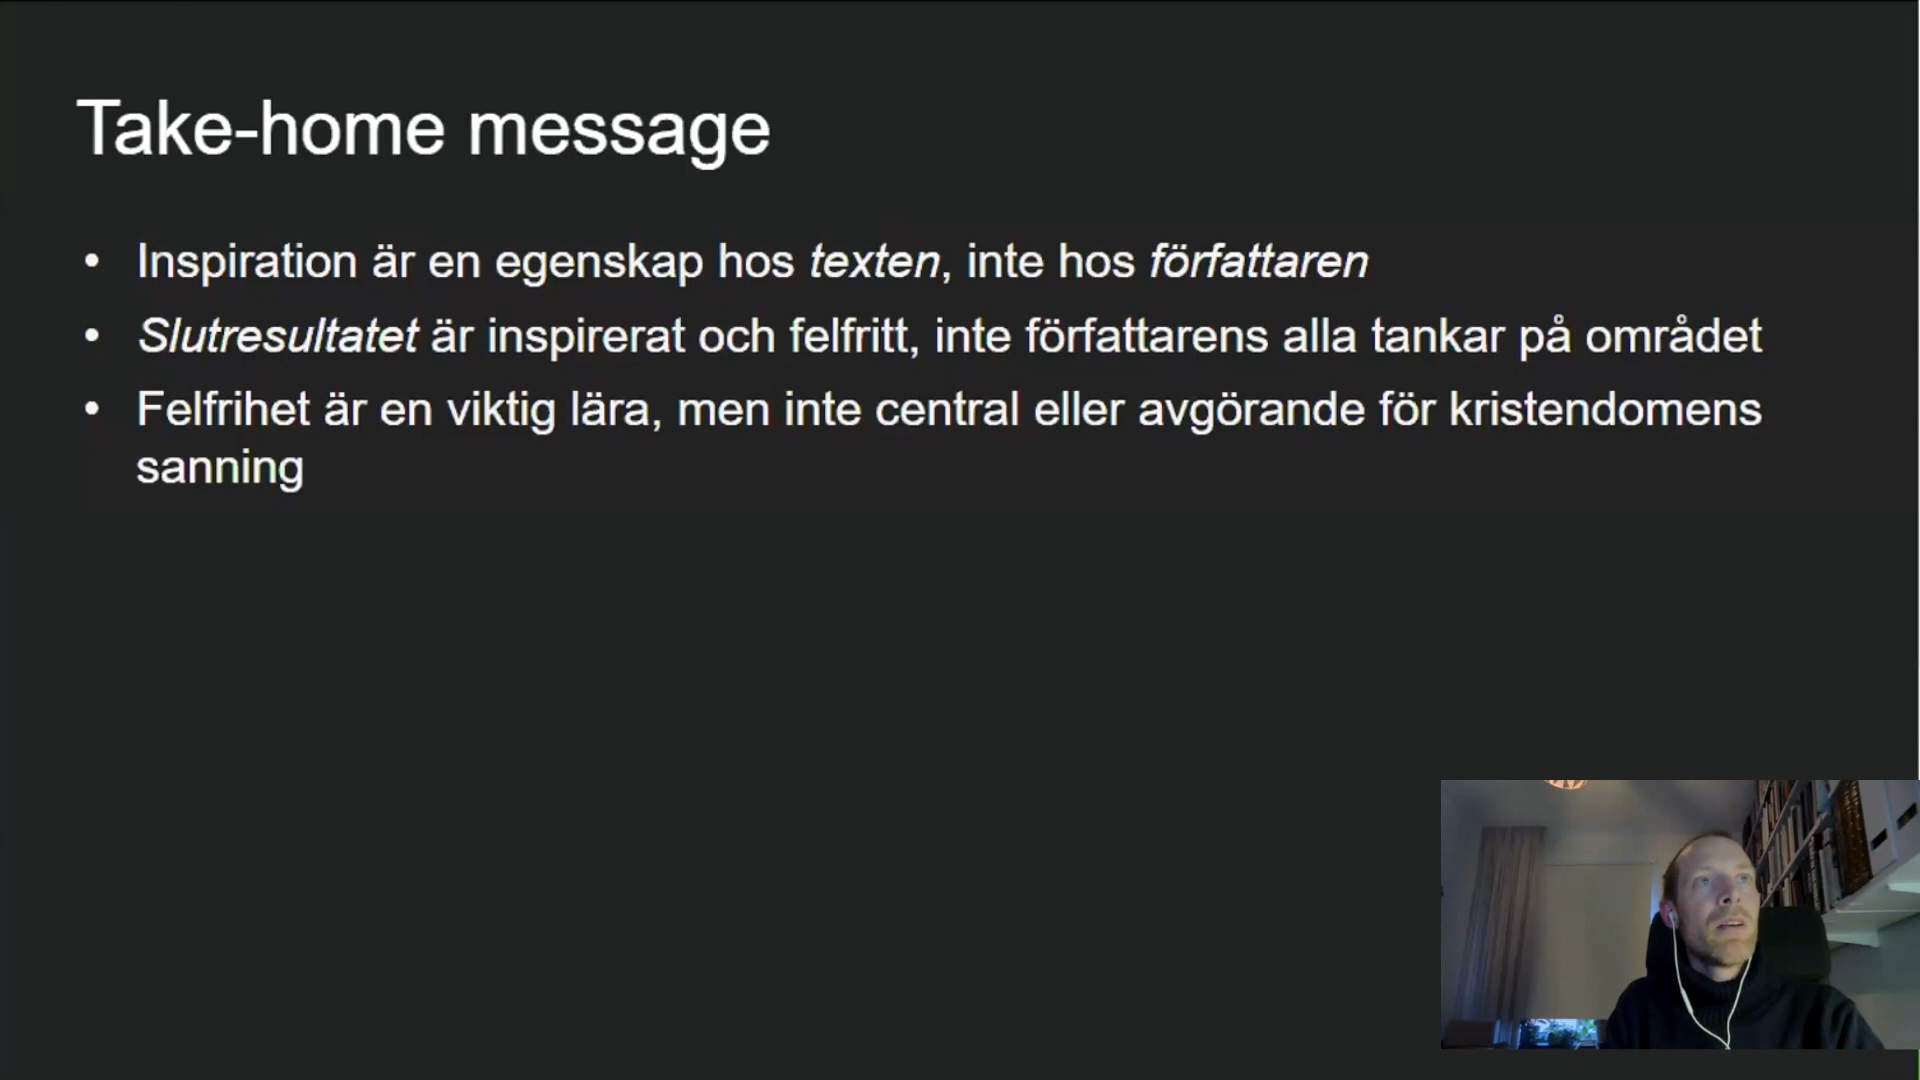 Take-home message
• Inspiration är en egenskap hos texten, inte hos författaren
• Slutresultatet är inspirerat och felfritt, inte författarens alla tankar på området
• Felfrihet är en viktig lära, men inte central eller avgörande för kristendomens
sanning